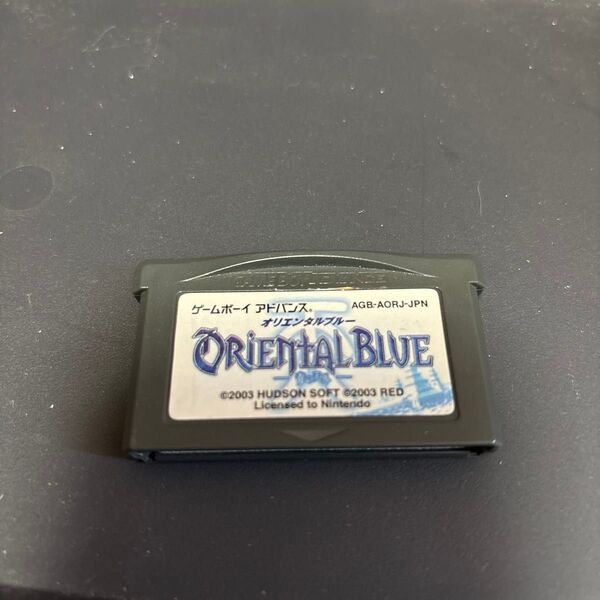 ゲームボーイ アドバンス® AGB-AORJ-JPN
オリエンタルブルー
ORIENTAL BLUE
©2003 HUDSON SOFT ©2003 RED
Licensed to Nintendo